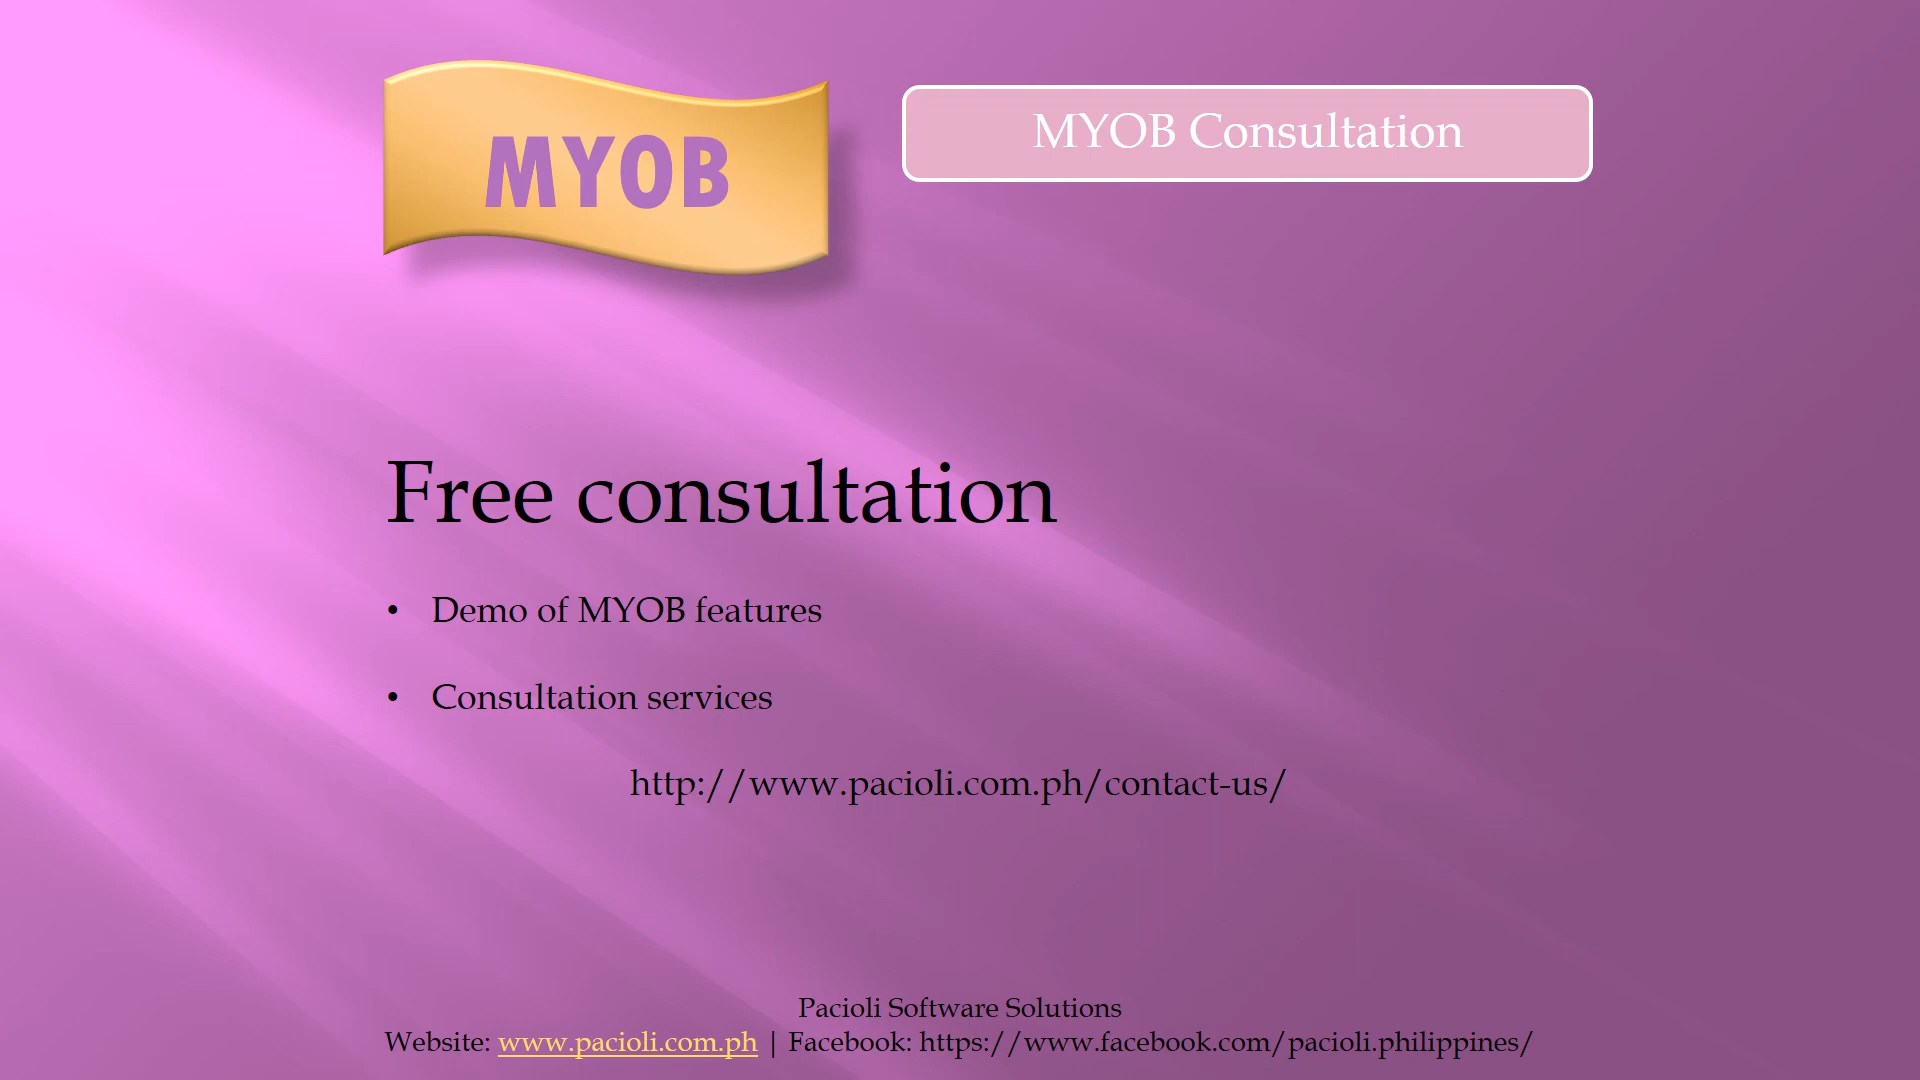 MYOB
MYOB Consultation
Free consultation
• Demo of MYOB features
• Consultation services
http://www.pacioli.com.ph/contact-us/
Pacioli Software Solutions
Website: www.pacioli.com.ph | Facebook: https://www.facebook.com/pacioli.philippines/